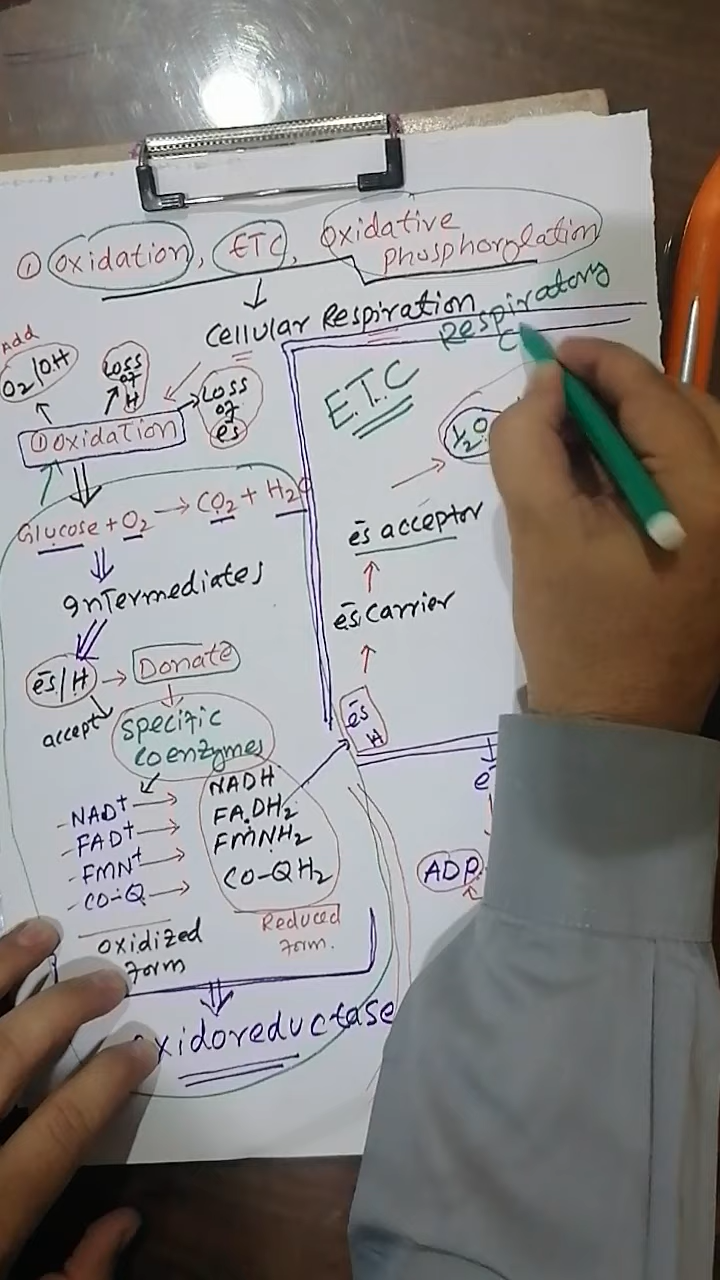 ① Oxidation, ETC, Oxidative
phosphorylation
Cellular Respiration
Respiratory
C
Add
O₂/OH
Loss
of
H
Loss
of
ēs
① Oxidation
Glucose + O₂ → CO₂ + H₂O
Intermediates
ēs/H → Donate
accept
specific
coenzymes
- NAD⁺ →
- FAD⁺ →
- FMN⁺ →
- CO-Q →
NADH
FADH₂
FMNH₂
CO-QH₂
oxidized
form
Reduced
form.
oxidoreductase
E.T.C
½O
ēs acceptor
ēs carrier
ēs
H
e
ADP